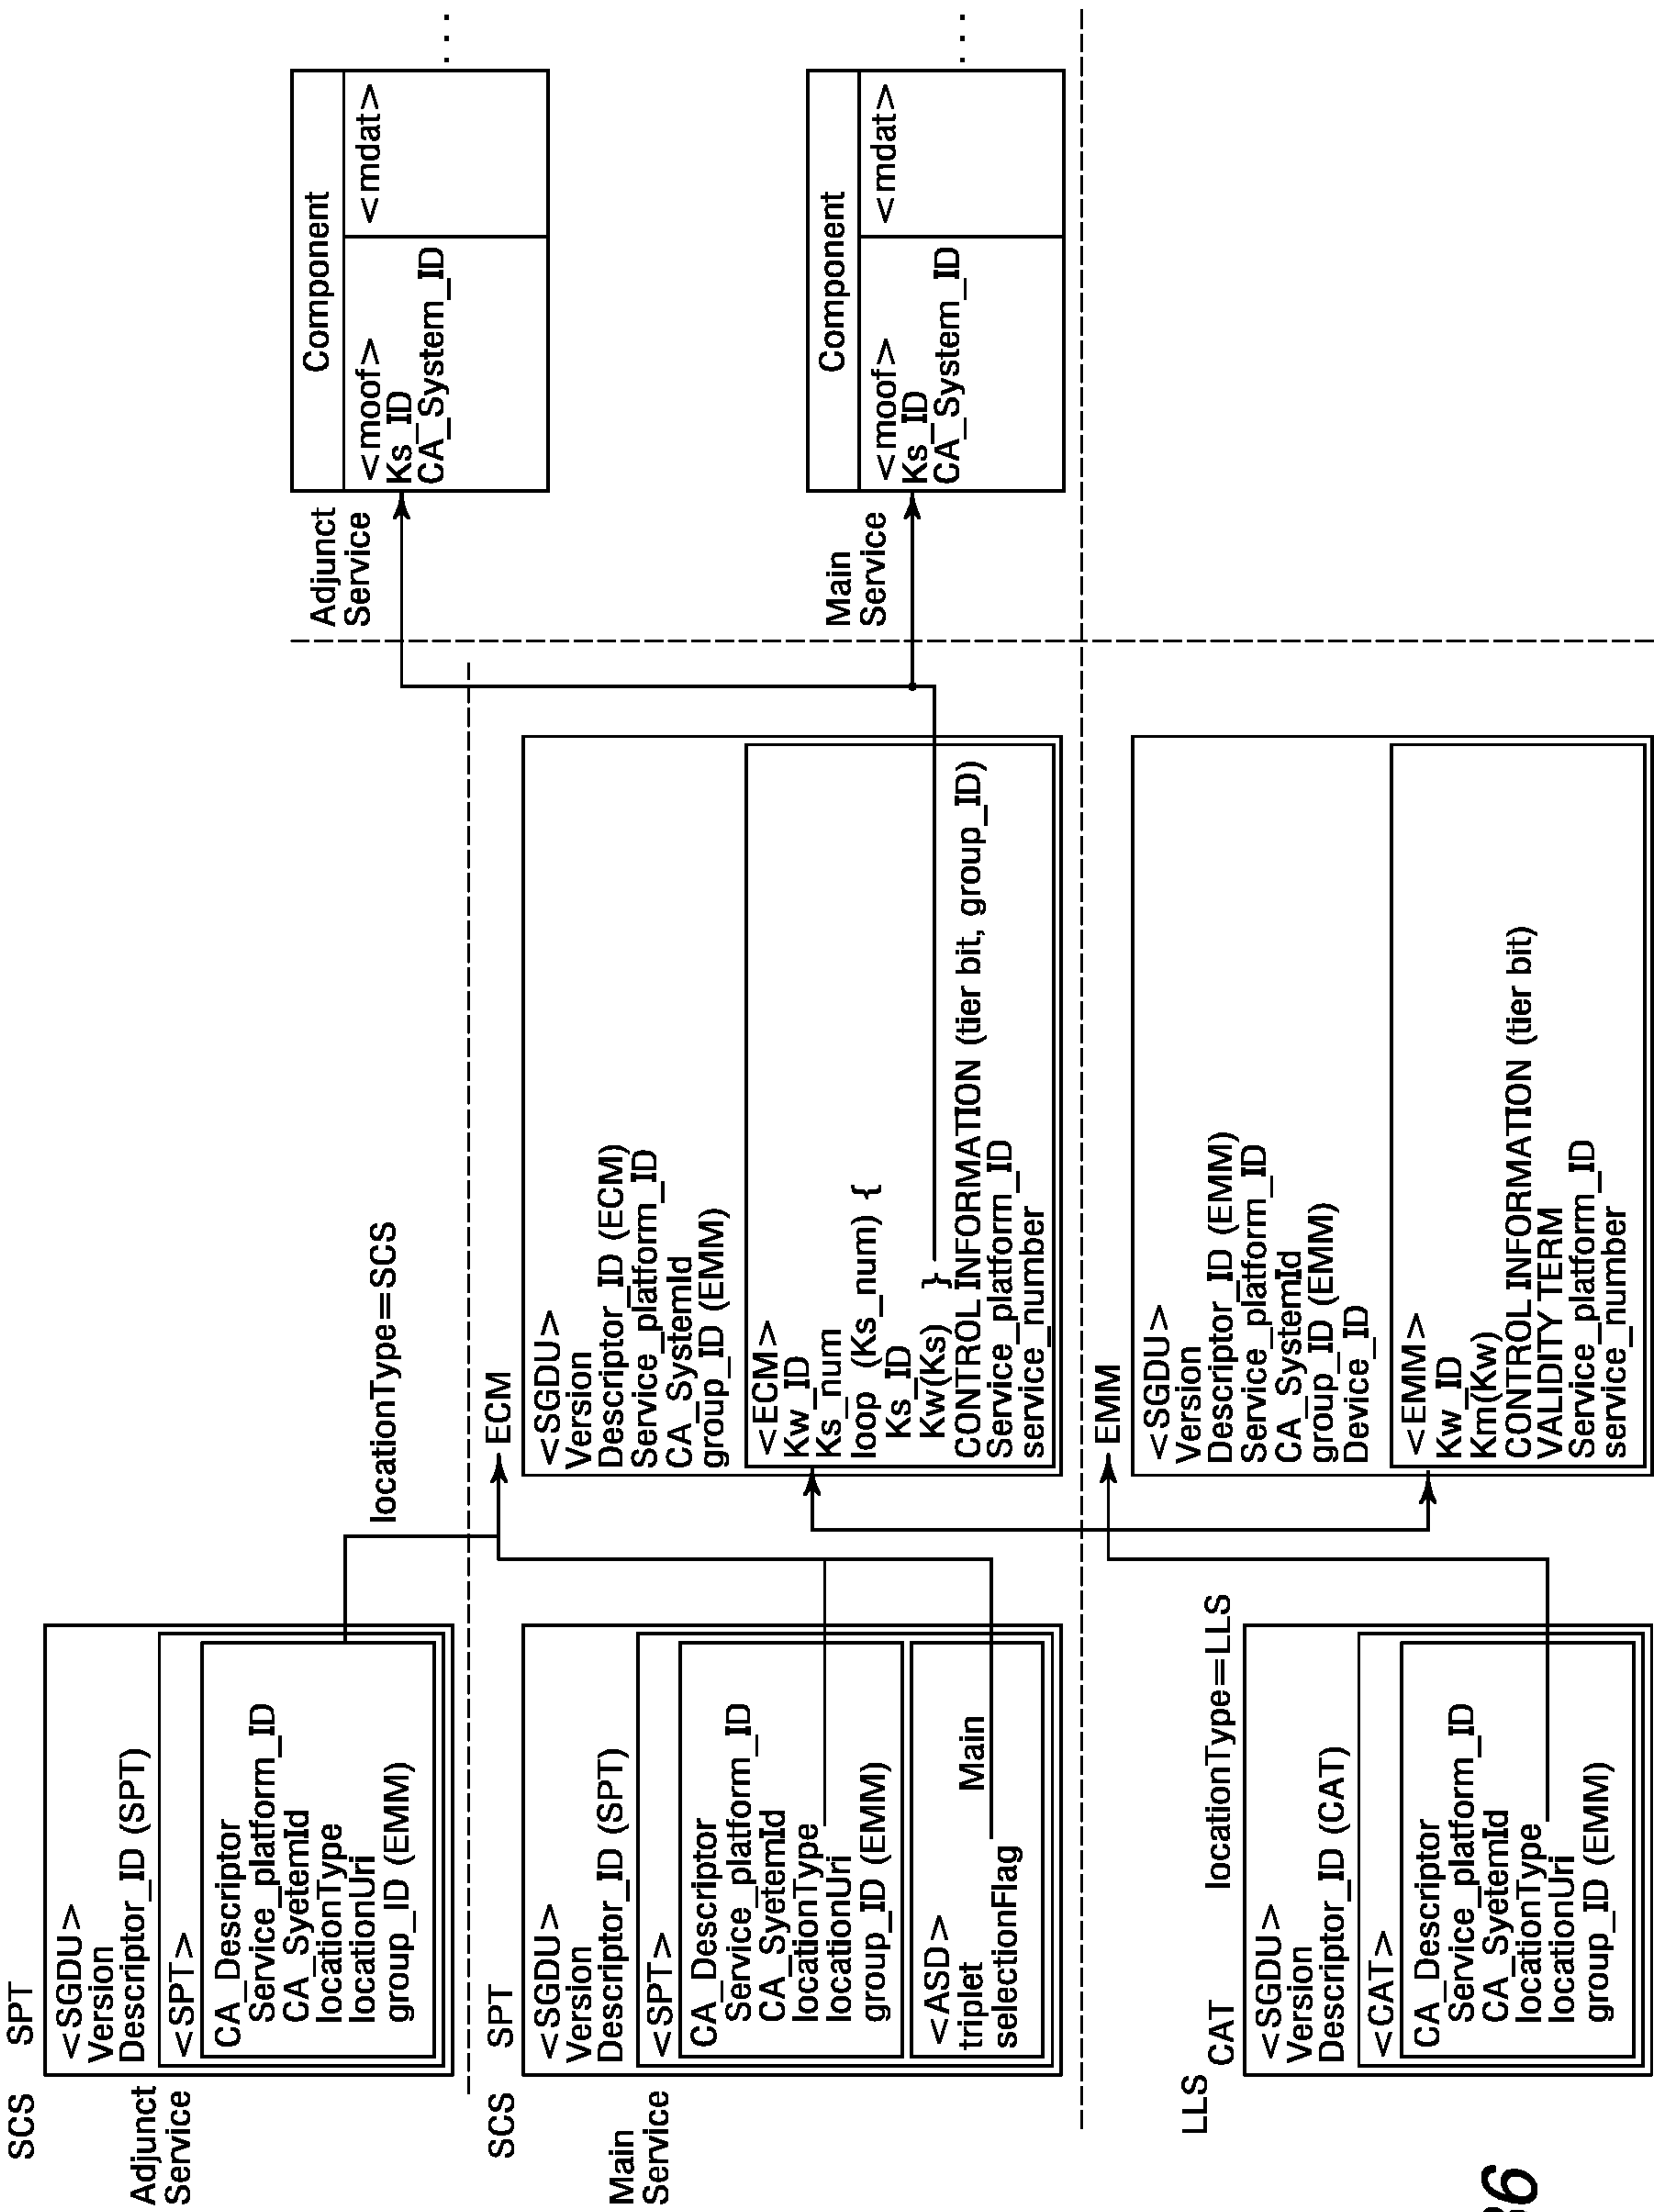 SCS
SPT
Adjunct
Service
<SGDU>
Version
Descriptor_ID (SPT)
<SPT>
CA_Descriptor
Service_platform_ID
CA_SyetemId
locationType
locationUri
group_ID (EMM)
locationType=SCS
Adjunct
Service
Component
<moof>
Ks_ID
CA_System_ID
<mdat>
. . .
SCS
SPT
Main
Service
<SGDU>
Version
Descriptor_ID (SPT)
<SPT>
CA_Descriptor
Service_platform_ID
CA_SyetemId
locationType
locationUri
group_ID (EMM)
<ASD>
triplet
selectionFlag
Main
ECM
<SGDU>
Version
Descriptor_ID (ECM)
Service_platform_ID
CA_SystemId
group_ID (EMM)
<ECM>
Kw_ID
Ks_num
loop (Ks_num) {
Ks_ID
Kw(Ks) }
CONTROL INFORMATION (tier bit, group_ID)
Service_platform_ID
service_number
Main
Service
Component
<moof>
Ks_ID
CA_System_ID
<mdat>
. . .
LLS
CAT
locationType=LLS
<SGDU>
Version
Descriptor_ID (CAT)
<CAT>
CA_Descriptor
Service_platform_ID
CA_SyetemId
locationType
locationUri
group_ID (EMM)
EMM
<SGDU>
Version
Descriptor_ID (EMM)
Service_platform_ID
CA_SystemId
group_ID (EMM)
Device_ID
<EMM>
Kw_ID
Km(Kw)
CONTROL INFORMATION (tier bit)
VALIDITY TERM
Service_platform_ID
service_number